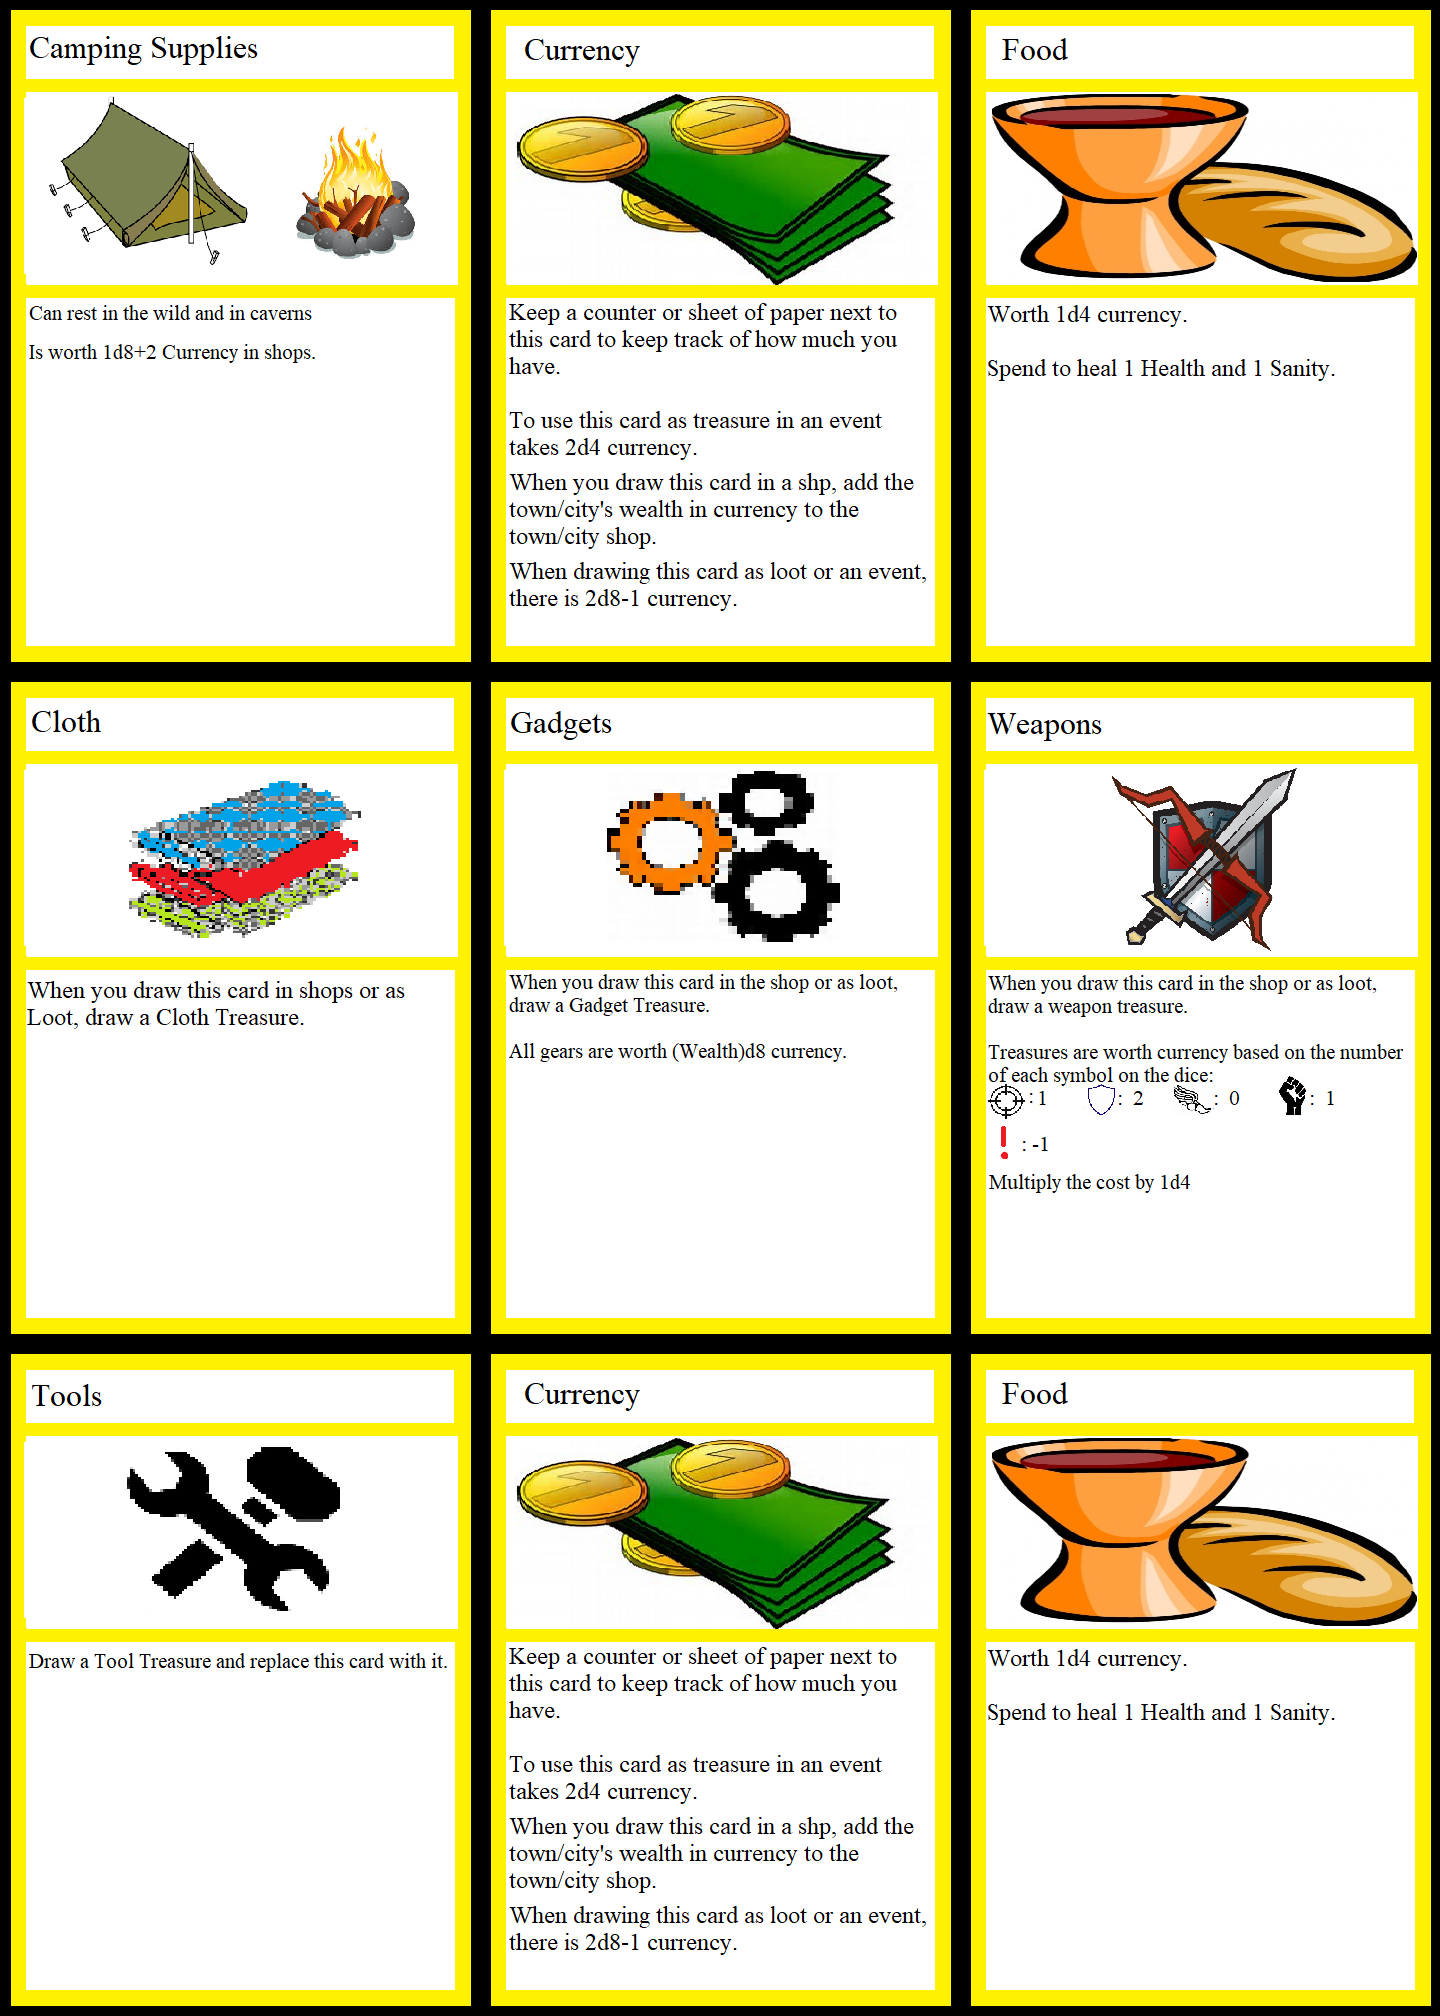 Camping Supplies
Can rest in the wild and in caverns
Is worth 1d8+2 Currency in shops.
Currency
Keep a counter or sheet of paper next to
this card to keep track of how much you
have.
To use this card as treasure in an event
takes 2d4 currency.
When you draw this card in a shp, add the
town/city's wealth in currency to the
town/city shop.
When drawing this card as loot or an event,
there is 2d8-1 currency.
Food
Worth 1d4 currency.
Spend to heal 1 Health and 1 Sanity.
Cloth
When you draw this card in shops or as
Loot, draw a Cloth Treasure.
Gadgets
When you draw this card in the shop or as loot,
draw a Gadget Treasure.
All gears are worth (Wealth)d8 currency.
Weapons
When you draw this card in the shop or as loot,
draw a weapon treasure.
Treasures are worth currency based on the number
of each symbol on the dice:
: 1 : 2 : 0 : 1
! : -1
Multiply the cost by 1d4
Tools
Draw a Tool Treasure and replace this card with it.
Currency
Keep a counter or sheet of paper next to
this card to keep track of how much you
have.
To use this card as treasure in an event
takes 2d4 currency.
When you draw this card in a shp, add the
town/city's wealth in currency to the
town/city shop.
When drawing this card as loot or an event,
there is 2d8-1 currency.
Food
Worth 1d4 currency.
Spend to heal 1 Health and 1 Sanity.